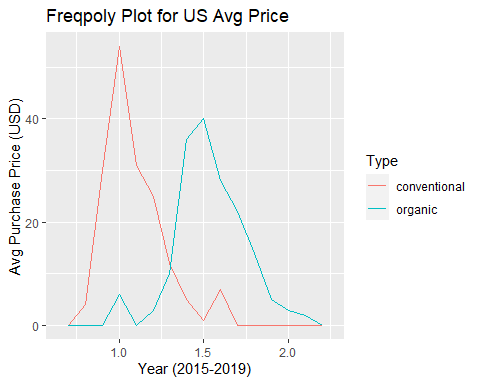 Freqpoly Plot for US Avg Price
Avg Purchase Price (USD)
40
20
0
1.0
1.5
2.0
Year (2015-2019)
Type
conventional
organic